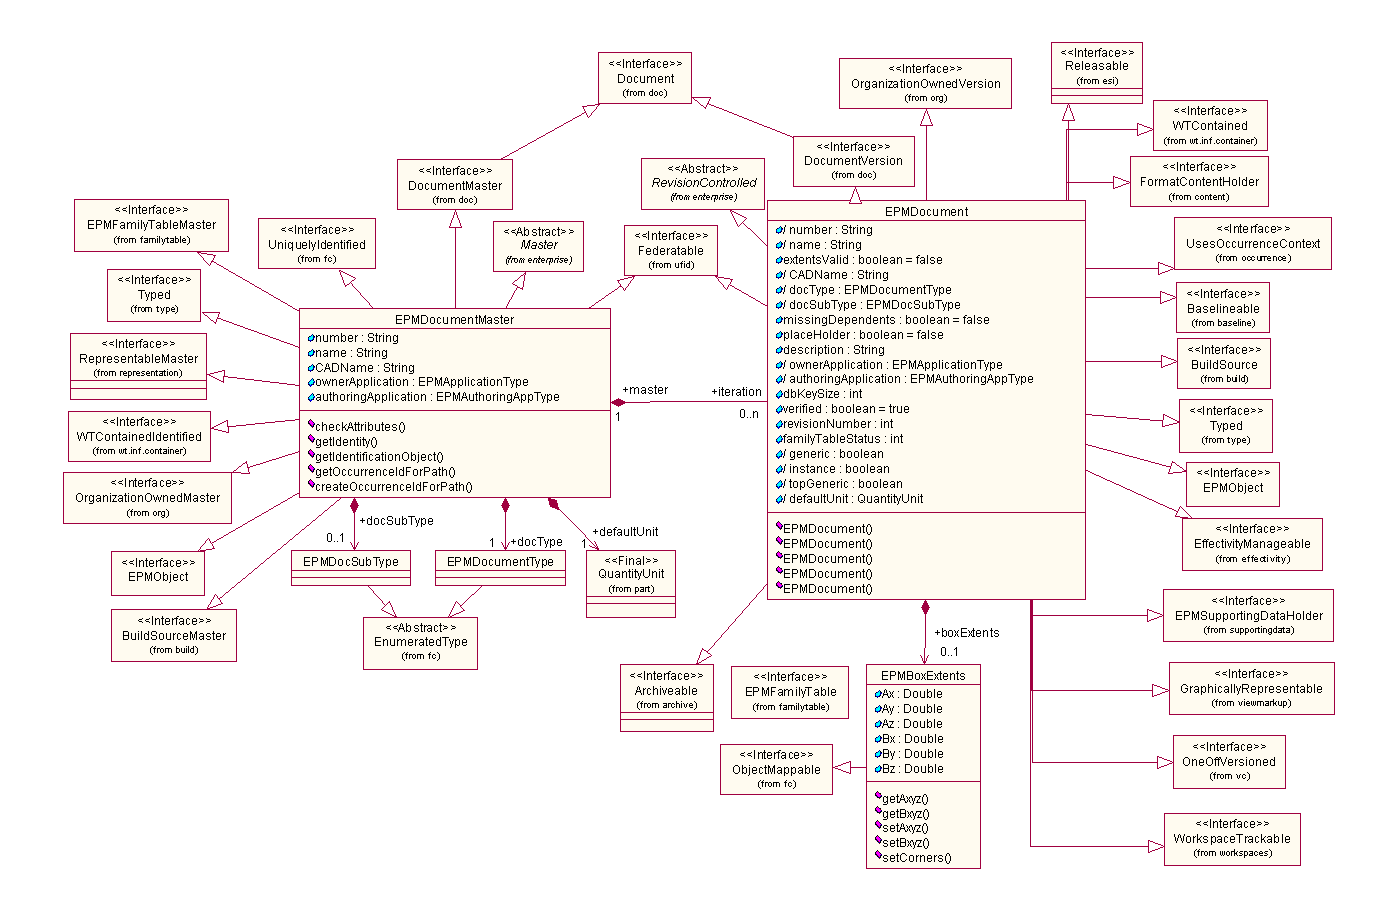 <<Interface>>
Document
(from doc)
<<Interface>>
OrganizationOwnedVersion
(from org)
<<Interface>>
Releasable
(from esi)
<<Interface>>
WTContained
(from wt.inf.container)
<<Interface>>
DocumentVersion
(from doc)
<<Interface>>
DocumentMaster
(from doc)
<<Abstract>>
RevisionControlled
(from enterprise)
<<Interface>>
FormatContentHolder
(from content)
<<Interface>>
EPMFamilyTableMaster
(from familytable)
<<Interface>>
UniquelyIdentified
(from fc)
<<Abstract>>
Master
(from enterprise)
<<Interface>>
Federatable
(from ufid)
<<Interface>>
UsesOccurrenceContext
(from occurrence)
<<Interface>>
Typed
(from type)
<<Interface>>
Baselineable
(from baseline)
<<Interface>>
RepresentableMaster
(from representation)
<<Interface>>
BuildSource
(from build)
<<Interface>>
WTContainedIdentified
(from wt.inf.container)
<<Interface>>
Typed
(from type)
<<Interface>>
OrganizationOwnedMaster
(from org)
<<Interface>>
EPMObject
<<Interface>>
EPMObject
<<Interface>>
EffectivityManageable
(from effectivity)
<<Interface>>
BuildSourceMaster
(from build)
<<Interface>>
EPMSupportingDataHolder
(from supportingdata)
EPMDocumentMaster
number : String
name : String
CADName : String
ownerApplication : EPMApplicationType
authoringApplication : EPMAuthoringAppType
checkAttributes()
getIdentity()
getIdentificationObject()
getOccurrenceIdForPath()
createOccurrenceIdForPath()
+master
1
+iteration
0..n
EPMDocument
/ number : String
/ name : String
extentsValid : boolean = false
/ CADName : String
/ docType : EPMDocumentType
/ docSubType : EPMDocSubType
missingDependents : boolean = false
placeHolder : boolean = false
description : String
/ ownerApplication : EPMApplicationType
/ authoringApplication : EPMAuthoringAppType
dbKeySize : int
verified : boolean = true
revisionNumber : int
familyTableStatus : int
/ generic : boolean
/ instance : boolean
/ topGeneric : boolean
/ defaultUnit : QuantityUnit
EPMDocument()
EPMDocument()
EPMDocument()
EPMDocument()
EPMDocument()
+docSubType
0..1
+docType
1
+defaultUnit
1
EPMDocSubType
EPMDocumentType
<<Final>>
QuantityUnit
(from part)
<<Abstract>>
EnumeratedType
(from fc)
+boxExtents
0..1
<<Interface>>
Archiveable
(from archive)
<<Interface>>
EPMFamilyTable
(from familytable)
EPMBoxExtents
Ax : Double
Ay : Double
Az : Double
Bx : Double
By : Double
Bz : Double
getAxyz()
getBxyz()
setAxyz()
setBxyz()
setCorners()
<<Interface>>
ObjectMappable
(from fc)
<<Interface>>
GraphicallyRepresentable
(from viewmarkup)
<<Interface>>
OneOffVersioned
(from vc)
<<Interface>>
WorkspaceTrackable
(from workspaces)